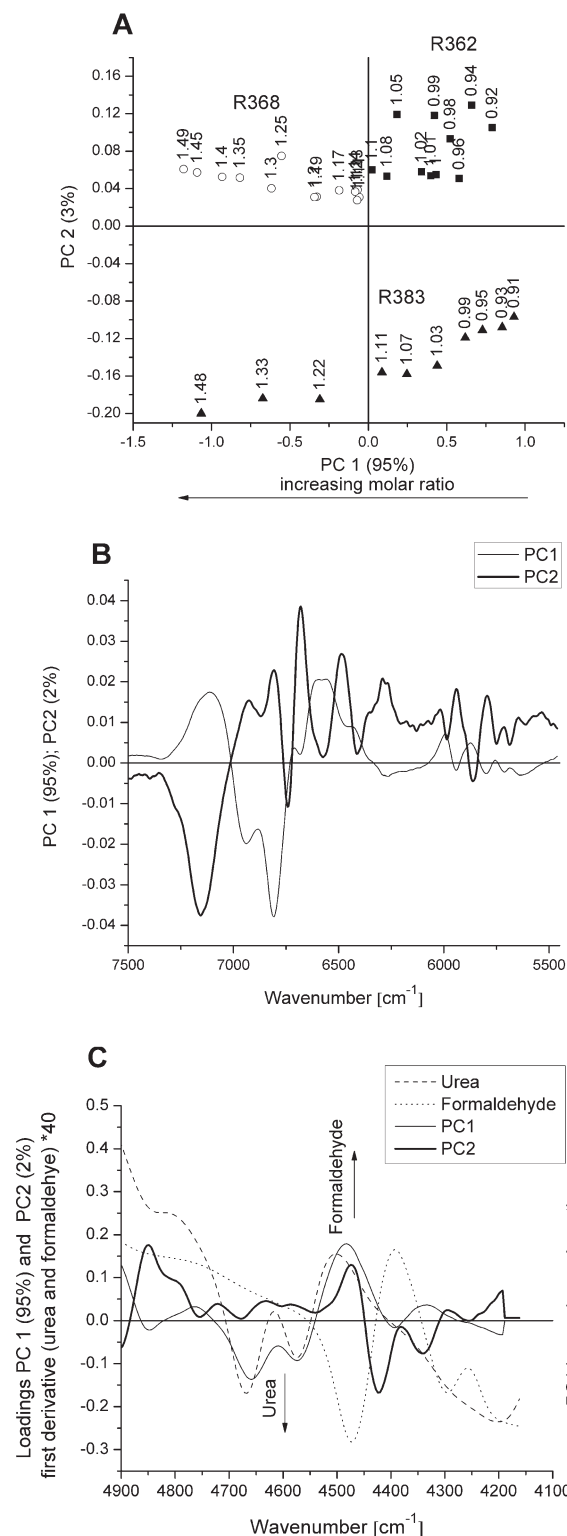 A
R362
R368
R383
1.49
1.45
1.4
1.35
1.3
1.25
1.17
1.1
1.08
1.05
1.02
1.01
0.99
0.98
0.94
0.96
0.92
1.48
1.33
1.22
1.11
1.07
1.03
0.99
0.95
0.93
0.91
0.16
0.12
0.08
0.04
0.00
-0.04
-0.08
-0.12
-0.16
-0.20
PC 2 (3%)
-1.5 -1.0 -0.5 0.0 0.5 1.0
PC 1 (95%)
increasing molar ratio
B
PC1
PC2
0.04
0.03
0.02
0.01
0.00
-0.01
-0.02
-0.03
-0.04
PC 1 (95%); PC2 (2%)
7500 7000 6500 6000 5500
Wavenumber [cm-1]
C
Urea
Formaldehyde
PC1
PC2
0.5
0.4
0.3
0.2
0.1
0.0
-0.1
-0.2
-0.3
Loadings PC 1 (95%) and PC2 (2%)
first derivative (urea and formaldehye) *40
Formaldehyde
Urea
4900 4800 4700 4600 4500 4400 4300 4200 4100
Wavenumber [cm-1]